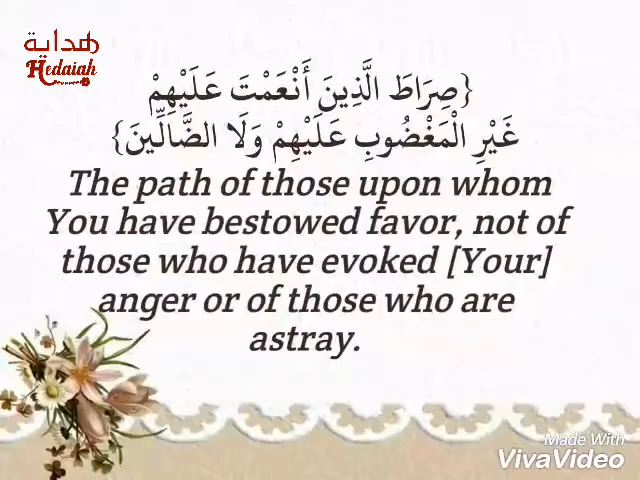 هداية
Hedaiah
{صِرَاطَ الَّذِينَ أَنْعَمْتَ عَلَيْهِمْ
غَيْرِ الْمَغْضُوبِ عَلَيْهِمْ وَلَا الضَّالِّينَ}
The path of those upon whom
You have bestowed favor, not of
those who have evoked [Your]
anger or of those who are
astray.
Made With
VivaVideo